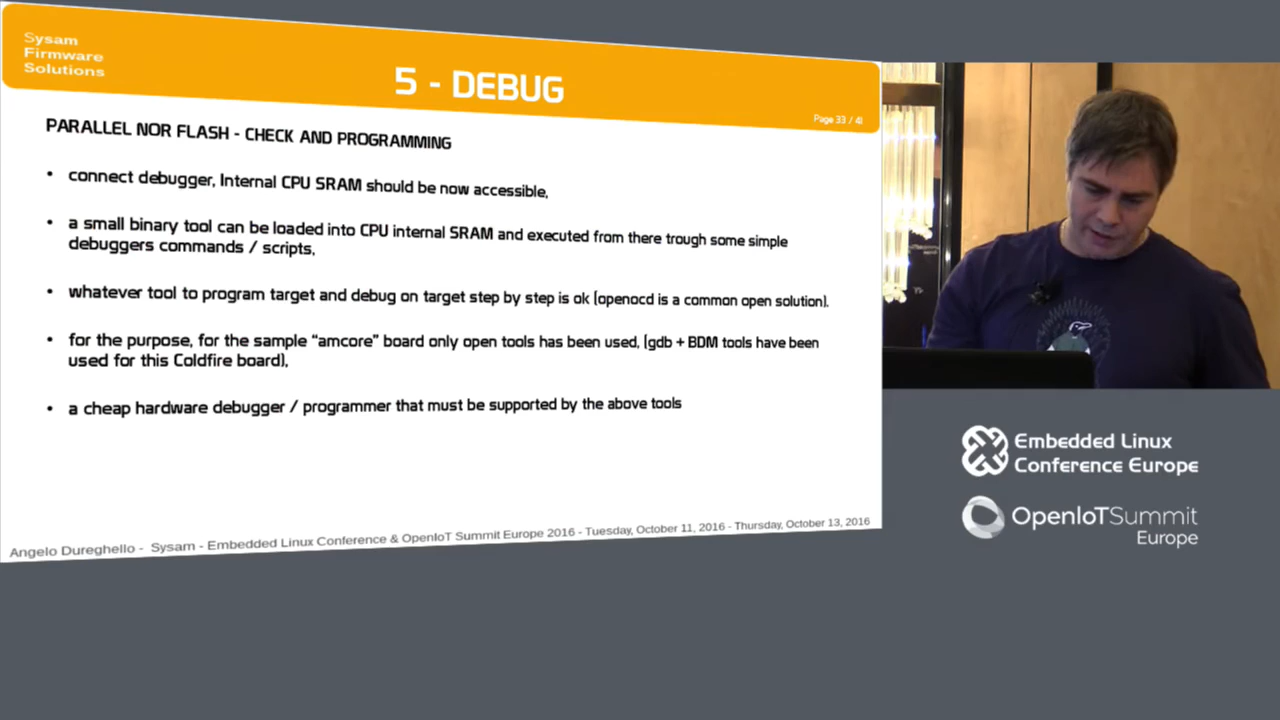 Sysam
Firmware
Solutions
5 - DEBUG
Page 33 / 41
PARALLEL NOR FLASH - CHECK AND PROGRAMMING
• connect debugger, Internal CPU SRAM should be now accessible,
• a small binary tool can be loaded into CPU internal SRAM and executed from there trough some simple
debuggers commands / scripts,
• whatever tool to program target and debug on target step by step is ok (openocd is a common open solution).
• for the purpose, for the sample “amcore” board only open tools has been used, (gdb + BDM tools have been
used for this Coldfire board),
• a cheap hardware debugger / programmer that must be supported by the above tools
Angelo Dureghello - Sysam - Embedded Linux Conference & OpenIoT Summit Europe 2016 - Tuesday, October 11, 2016 - Thursday, October 13, 2016
Embedded Linux
Conference Europe
OpenIoTSummit
Europe